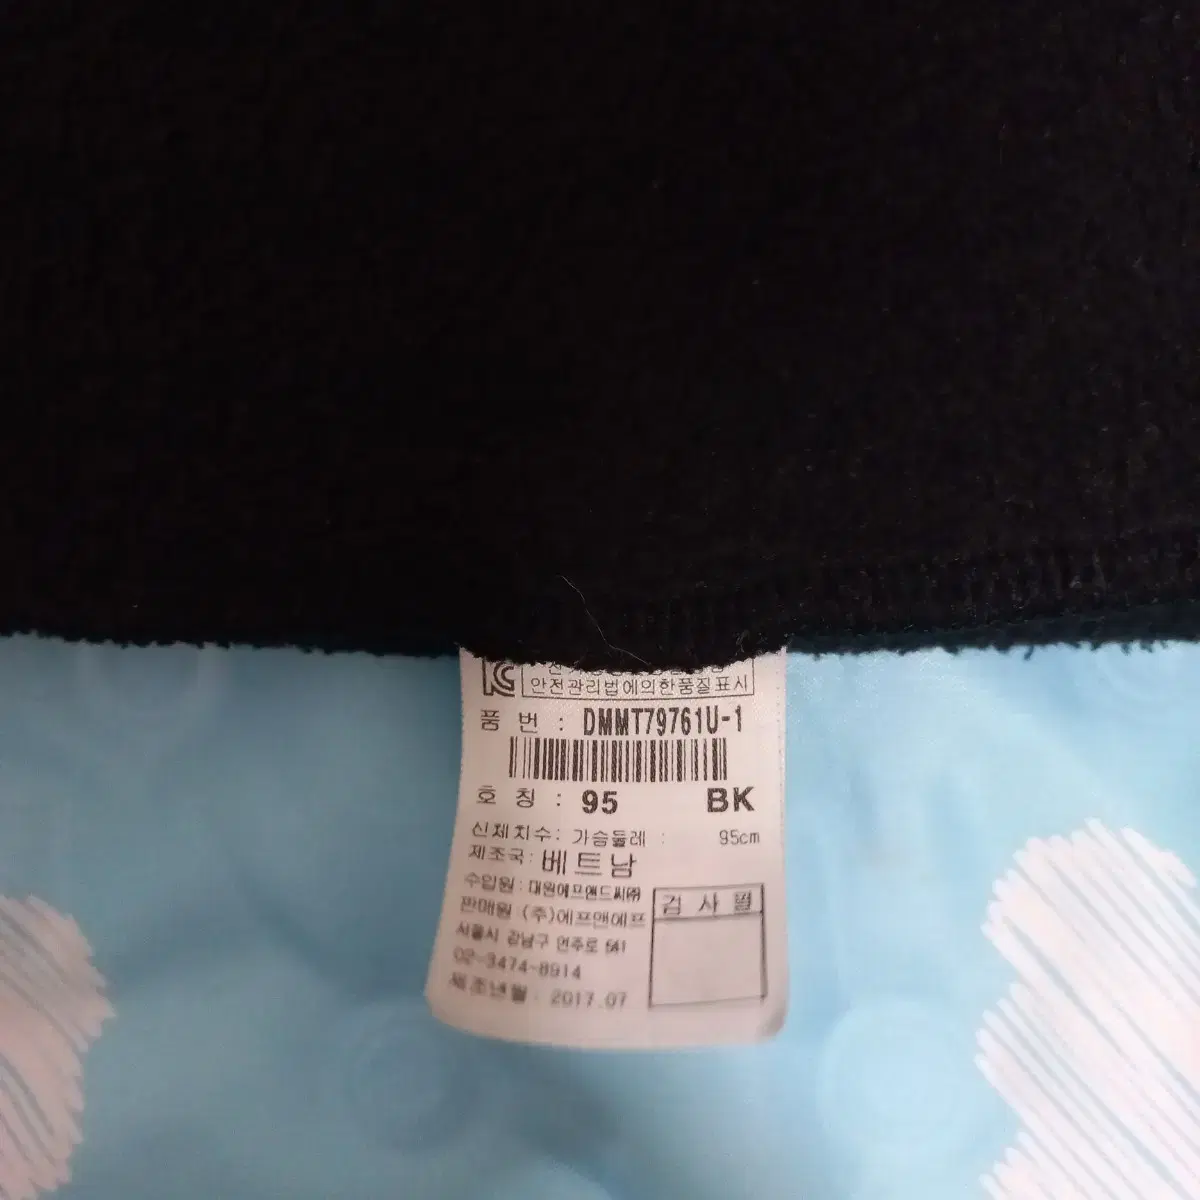 안전관리법에의한품질표시
품 번 : DMMT79761U-1
호 칭 : 95 BK
신체치수: 가슴둘레 : 95cm
제조국: 베트남
수입원: 대원에프앤드씨㈜
판매원 (주)에프앤에프
검 사 필
서울시 강남구 언주로 541
02-3474-8914
제조년월: 2017.07